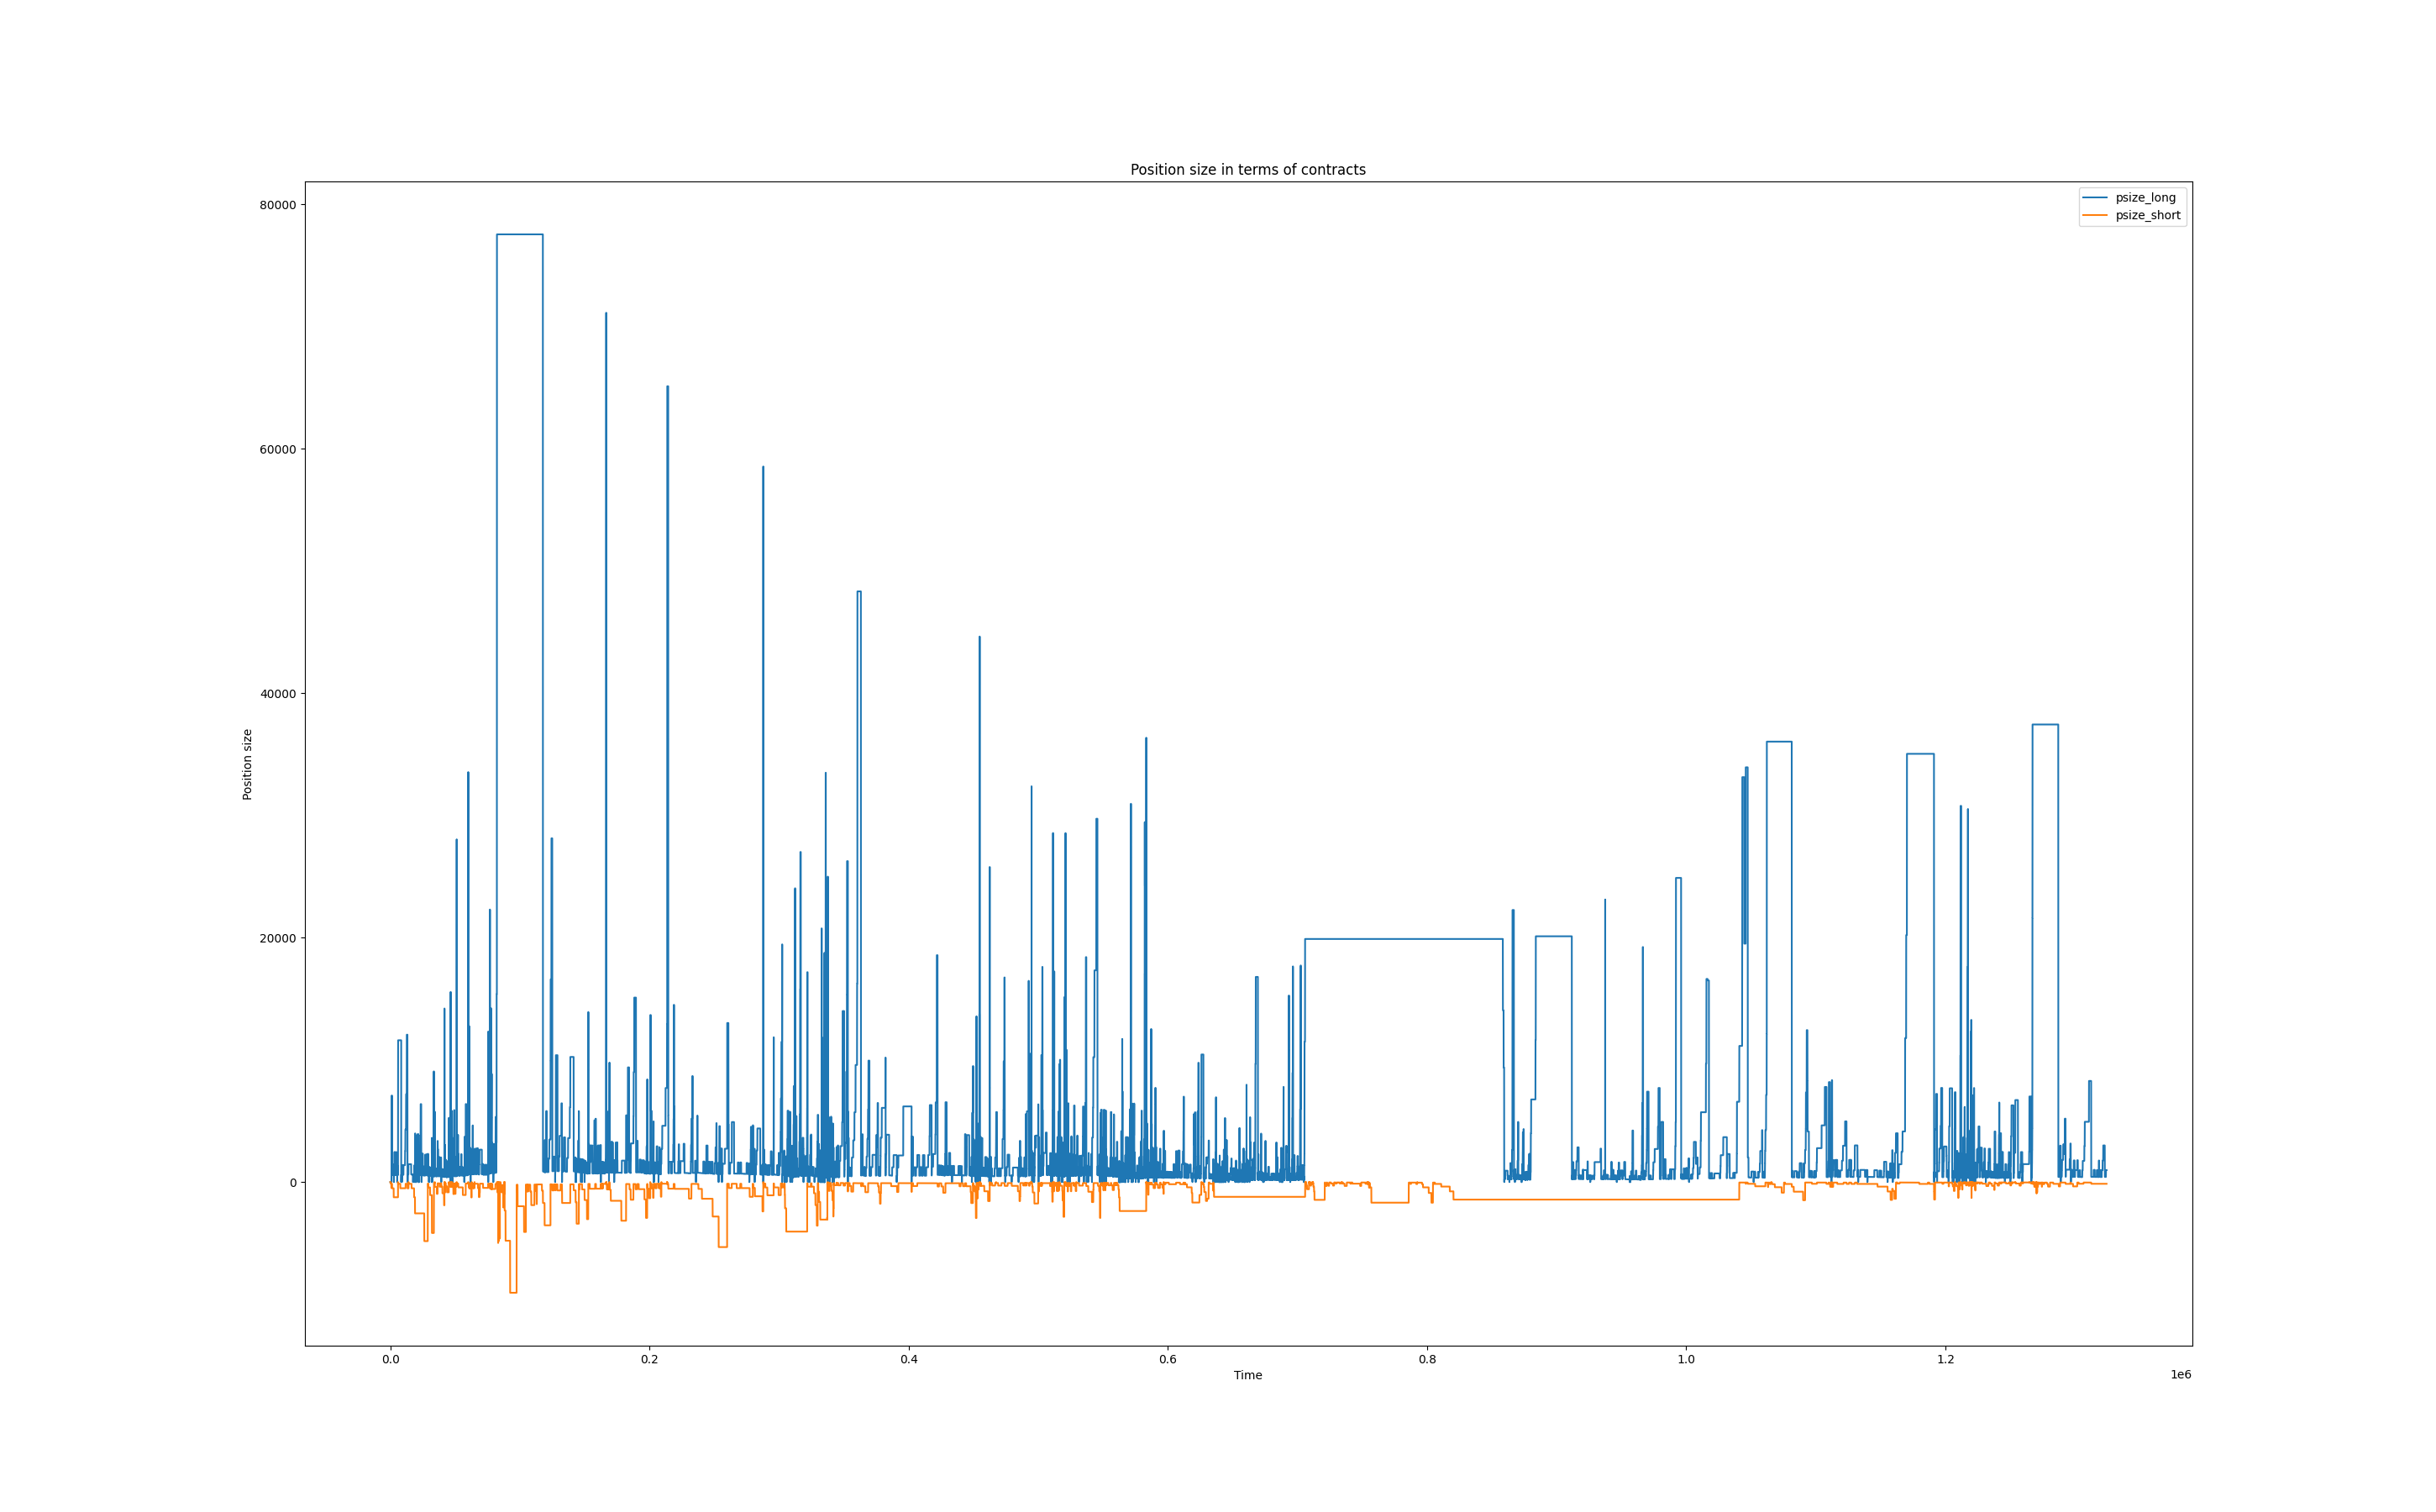 Position size in terms of contracts
psize_long
psize_short
80000
60000
40000
20000
0
Position size
0.0 0.2 0.4 0.6 0.8 1.0 1.2
Time
1e6